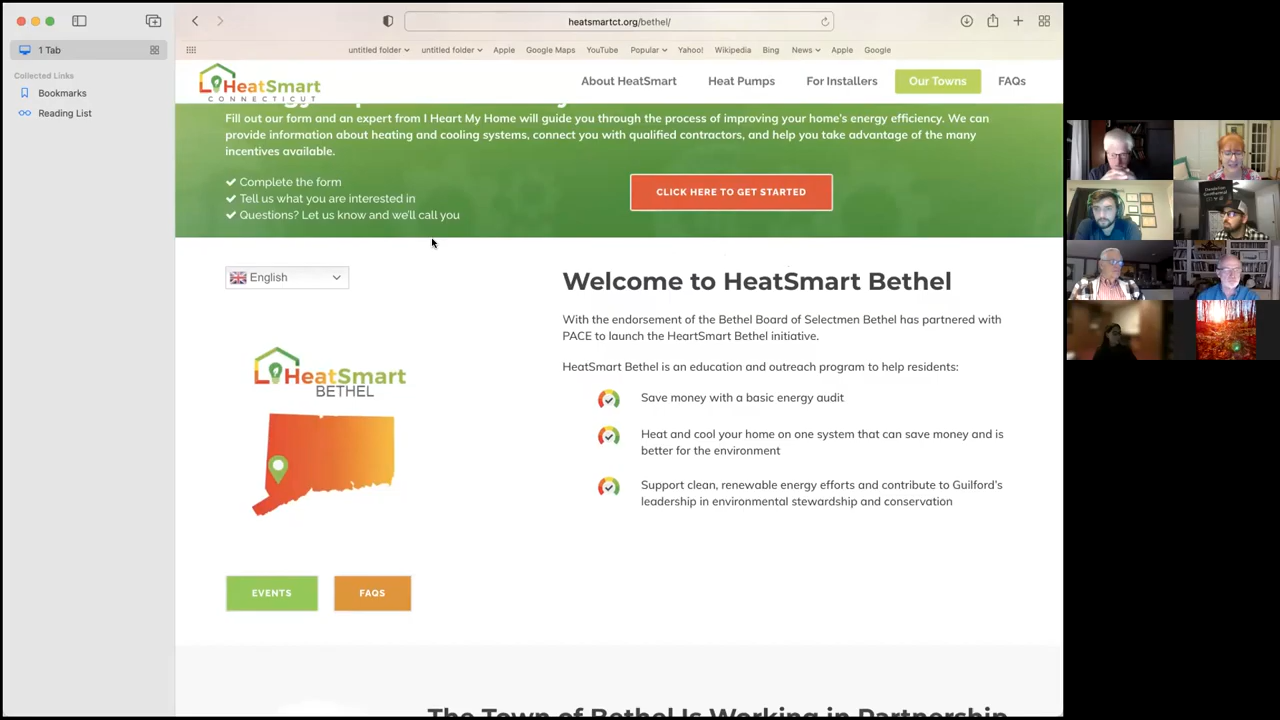 heatsmartct.org/bethel/
1 Tab
untitled folder
untitled folder
Apple
Google Maps
YouTube
Popular
Yahoo!
Wikipedia
Bing
News
Apple
Google
Collected Links
Bookmarks
Reading List
HeatSmart
CONNECTICUT
About HeatSmart
Heat Pumps
For Installers
Our Towns
FAQs
Fill out our form and an expert from I Heart My Home will guide you through the process of improving your home's energy efficiency. We can
provide information about heating and cooling systems, connect you with qualified contractors, and help you take advantage of the many
incentives available.
Complete the form
Tell us what you are interested in
Questions? Let us know and we'll call you
CLICK HERE TO GET STARTED
English
HeatSmart
BETHEL
EVENTS
FAQS
Welcome to HeatSmart Bethel
With the endorsement of the Bethel Board of Selectmen Bethel has partnered with
PACE to launch the HeartSmart Bethel initiative.
HeatSmart Bethel is an education and outreach program to help residents:
Save money with a basic energy audit
Heat and cool your home on one system that can save money and is
better for the environment
Support clean, renewable energy efforts and contribute to Guilford's
leadership in environmental stewardship and conservation
The Town of Bethel Is Working in Partnership
Dandelion
Geothermal